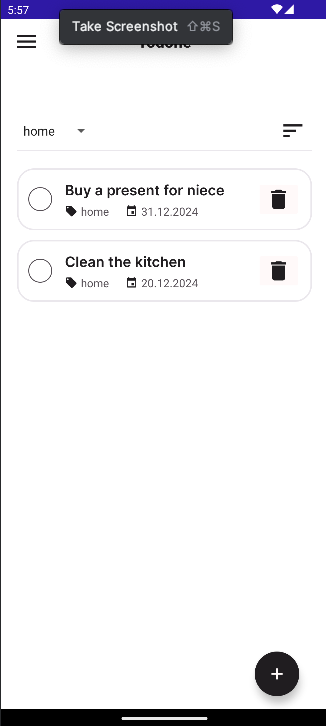 5:57
Take Screenshot ⇧⌘S
home
Buy a present for niece
home 31.12.2024
Clean the kitchen
home 20.12.2024